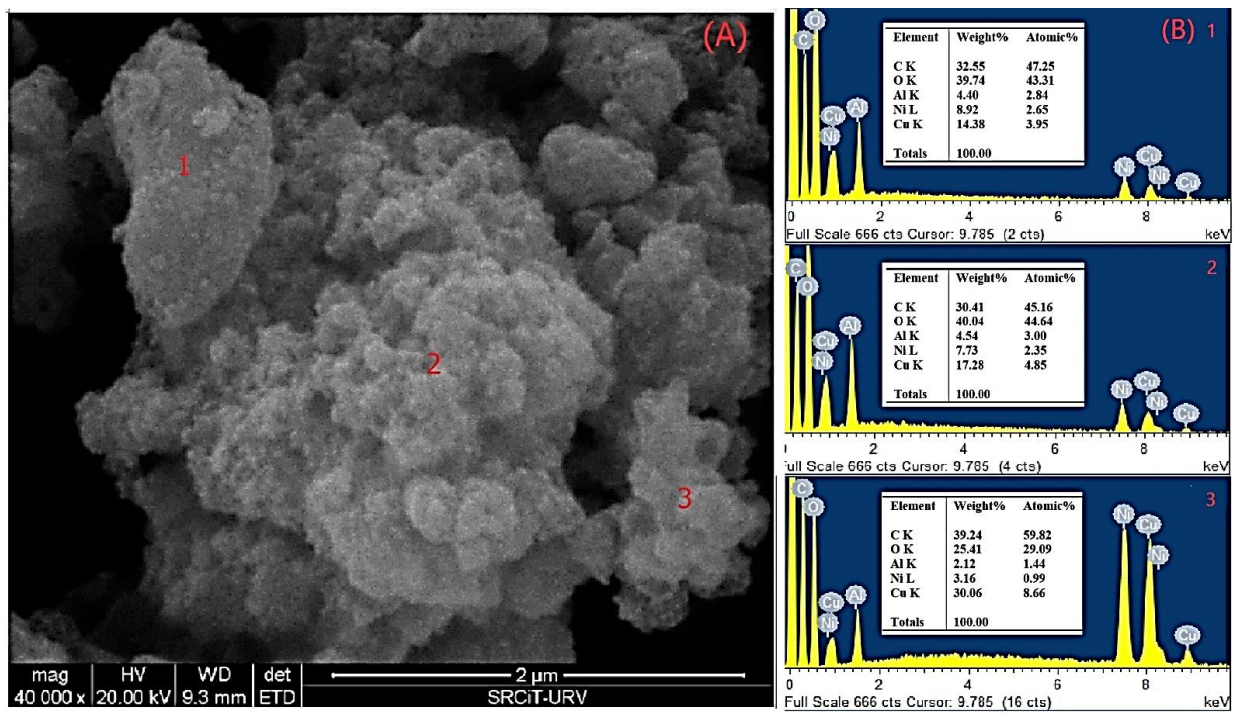 (A)
1
2
3
mag HV WD det 2 µm
40 000 x 20.00 kV 9.3 mm ETD SRCiT-URV
(B) 1
C O Cu Ni Al Ni Cu Ni Cu
Element Weight% Atomic%
C K 32.55 47.25
O K 39.74 43.31
Al K 4.40 2.84
Ni L 8.92 2.65
Cu K 14.38 3.95
Totals 100.00
0 2 4 6 8
Full Scale 666 cts Cursor: 9.785 (2 cts) keV
2
C O Cu Ni Al Ni Cu Ni Cu
Element Weight% Atomic%
C K 30.41 45.16
O K 40.04 44.64
Al K 4.54 3.00
Ni L 7.73 2.35
Cu K 17.28 4.85
Totals 100.00
2 4 6 8
ull Scale 666 cts Cursor: 9.785 (4 cts) keV
3
C O Cu Ni Al Ni Cu Ni Cu
Element Weight% Atomic%
C K 39.24 59.82
O K 25.41 29.09
Al K 2.12 1.44
Ni L 3.16 0.99
Cu K 30.06 8.66
Totals 100.00
0 2 4 6 8
Full Scale 666 cts Cursor: 9.785 (16 cts) keV